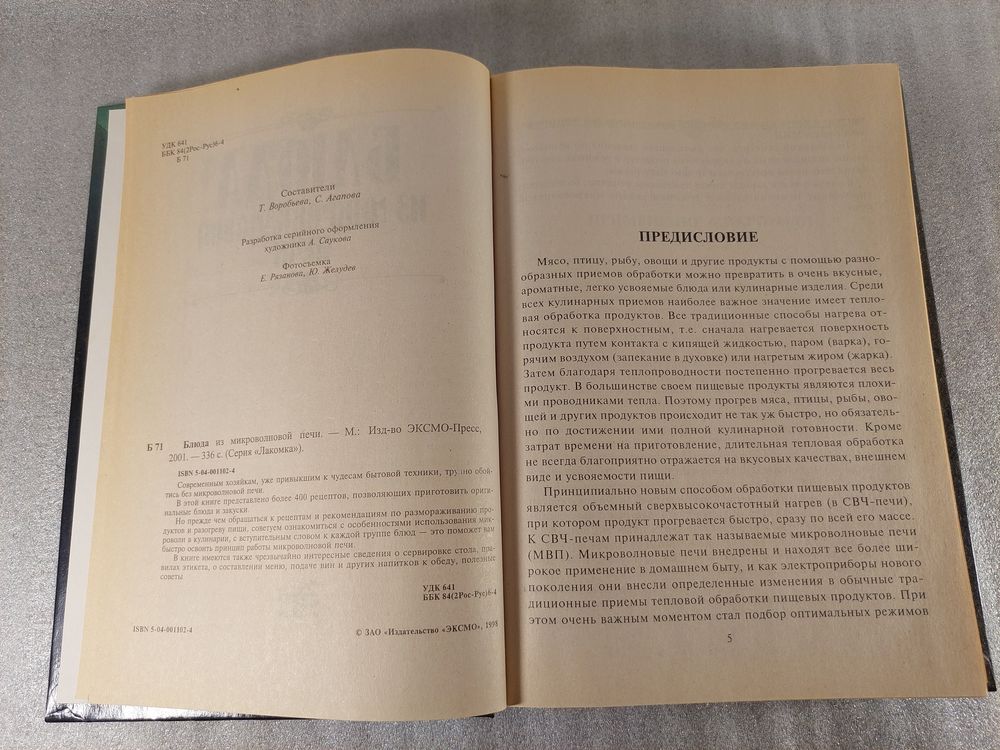 УДК 641
ББК 84(2Рос-Рус)6-4
Б 71
Составители
Т. Воробьева, С. Агапова
Разработка серийного оформления
художника А. Саукова
Фотосъемка
Е. Рязанова, Ю. Желудев
Б 71 Блюда из микроволновой печи. — М.: Изд-во ЭКСМО-Пресс,
2001. — 336 с. (Серия «Лакомка»).
ISBN 5-04-001102-4
Современным хозяйкам, уже привыкшим к чудесам бытовой техники, трудно обой-
тись без микроволновой печи.
В этой книге представлено более 400 рецептов, позволяющих приготовить ориги-
нальные блюда и закуски.
Но прежде чем обращаться к рецептам и рекомендациям по размораживанию про-
дуктов и разогреву пищи, советуем ознакомиться с особенностями использования мик-
роволн в кулинарии, с вступительным словом к каждой группе блюд — это поможет вам
быстро освоить принцип работы микроволновой печи.
В книге имеются также чрезвычайно интересные сведения о сервировке стола, пра-
вилах этикета, о составлении меню, подаче вин и других напитков к обеду, полезные
советы
УДК 641
ББК 84(2Рос-Рус)6-4
ISBN 5-04-001102-4
© ЗАО «Издательство «ЭКСМО», 1998
ПРЕДИСЛОВИЕ
Мясо, птицу, рыбу, овощи и другие продукты с помощью разно-
образных приемов обработки можно превратить в очень вкусные,
ароматные, легко усвояемые блюда или кулинарные изделия. Среди
всех кулинарных приемов наиболее важное значение имеет тепло-
вая обработка продуктов. Все традиционные способы нагрева от-
носятся к поверхностным, т.е. сначала нагревается поверхность
продукта путем контакта с кипящей жидкостью, паром (варка), го-
рячим воздухом (запекание в духовке) или нагретым жиром (жарка).
Затем благодаря теплопроводности постепенно прогревается весь
продукт. В большинстве своем пищевые продукты являются плохи-
ми проводниками тепла. Поэтому прогрев мяса, птицы, рыбы, ово-
щей и других продуктов происходит не так уж быстро, но обязатель-
но по достижении ими полной кулинарной готовности. Кроме
затрат времени на приготовление, длительная тепловая обработка
не всегда благоприятно отражается на вкусовых качествах, внешнем
виде и усвояемости пищи.
Принципиально новым способом обработки пищевых продуктов
является объемный сверхвысокочастотный нагрев (в СВЧ-печи),
при котором продукт прогревается быстро, сразу по всей его массе.
К СВЧ-печам принадлежат так называемые микроволновые печи
(МВП). Микроволновые печи внедрены и находят все более ши-
рокое применение в домашнем быту, и как электроприборы нового
поколения они внесли определенные изменения в обычные тра-
диционные приемы тепловой обработки пищевых продуктов. При
этом очень важным моментом стал подбор оптимальных режимов
5